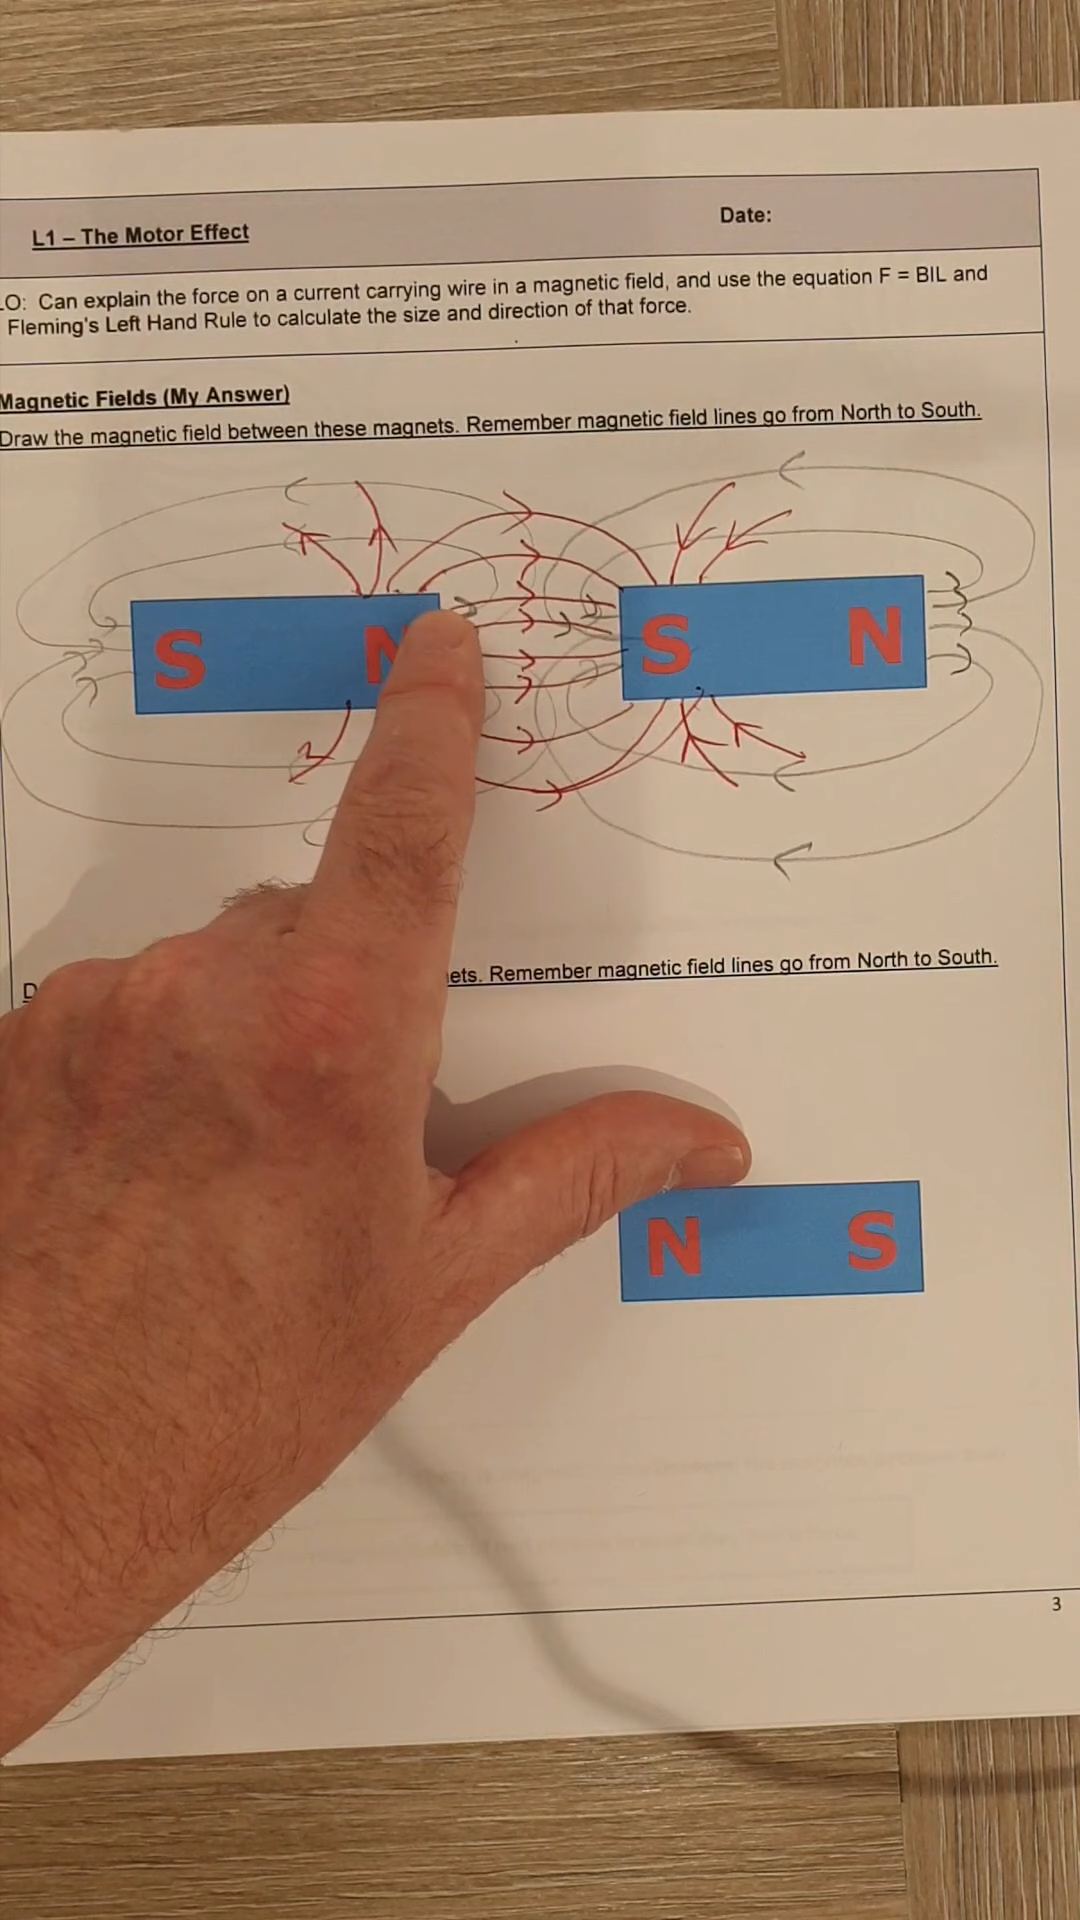 L1 – The Motor Effect
Date:
LO: Can explain the force on a current carrying wire in a magnetic field, and use the equation F = BIL and
Fleming's Left Hand Rule to calculate the size and direction of that force.
Magnetic Fields (My Answer)
Draw the magnetic field between these magnets. Remember magnetic field lines go from North to South.
S N S N
D
ets. Remember magnetic field lines go from North to South.
N S
3